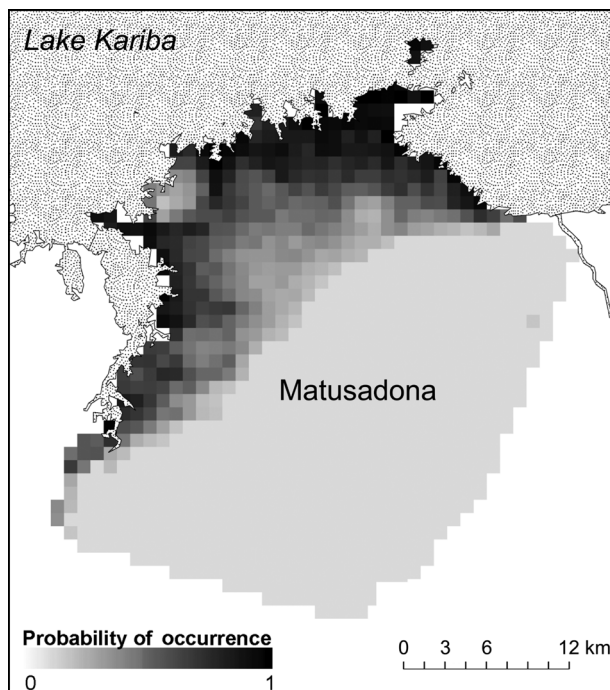 Lake Kariba
Matusadona
Probability of occurrence
0 1
0 3 6 12 km